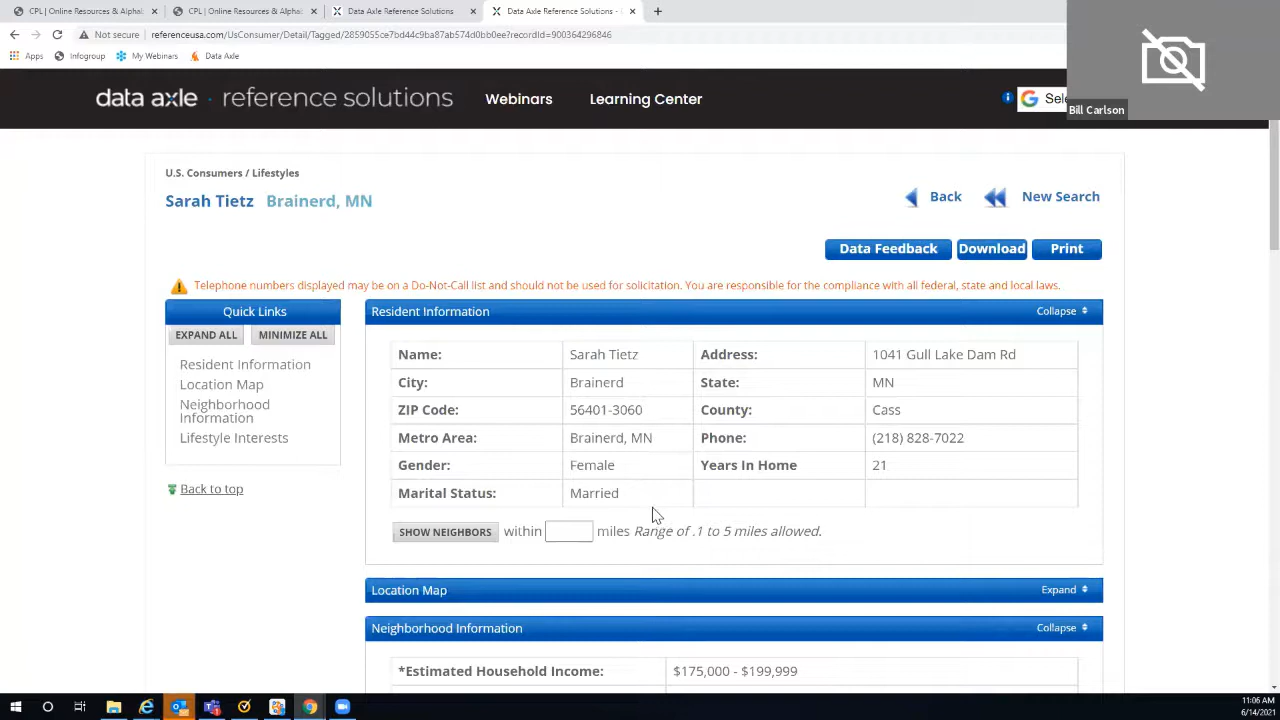 CPL | Online Resources & Alphab
CPL | Online Resources & Alphab
Data Axle Reference Solutions
Data Axle Reference Solutions -
Not secure | referenceusa.com/UsConsumer/Detail/Tagged/2859055ce7bd44c9ba87ab574d0bb0ee?recordId=900364296846
Apps Infogroup My Webinars Data Axle
data axle · reference solutions Webinars Learning Center
Sele
Bill Carlson
U.S. Consumers / Lifestyles
Sarah Tietz Brainerd, MN
Back New Search
Data Feedback Download Print
Telephone numbers displayed may be on a Do-Not-Call list and should not be used for solicitation. You are responsible for the compliance with all federal, state and local laws.
Quick Links
EXPAND ALL MINIMIZE ALL
Resident Information
Location Map
Neighborhood
Information
Lifestyle Interests
Back to top
Resident Information Collapse
Name: Sarah Tietz Address: 1041 Gull Lake Dam Rd
City: Brainerd State: MN
ZIP Code: 56401-3060 County: Cass
Metro Area: Brainerd, MN Phone: (218) 828-7022
Gender: Female Years In Home 21
Marital Status: Married
SHOW NEIGHBORS within miles Range of .1 to 5 miles allowed.
Location Map Expand
Neighborhood Information Collapse
*Estimated Household Income: $175,000 - $199,999
11:06 AM
6/14/2021